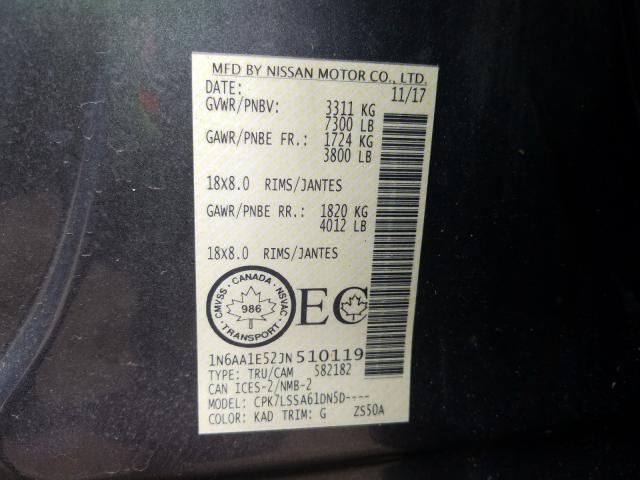 MFD BY NISSAN MOTOR CO., LTD.
DATE: 11/17
GVWR/PNBV: 3311 KG
7300 LB
GAWR/PNBE FR.: 1724 KG
3800 LB
18X8.0 RIMS/JANTES
GAWR/PNBE RR.: 1820 KG
4012 LB
18X8.0 RIMS/JANTES
CMVSS · CANADA · NSVAC
986
TRANSPORT
EC
1N6AA1E52JN510119
TYPE: TRU/CAM 582182
CAN ICES-2/NMB-2
MODEL: CPK7LSSA61DN5D----
COLOR: KAD TRIM: G ZS50A